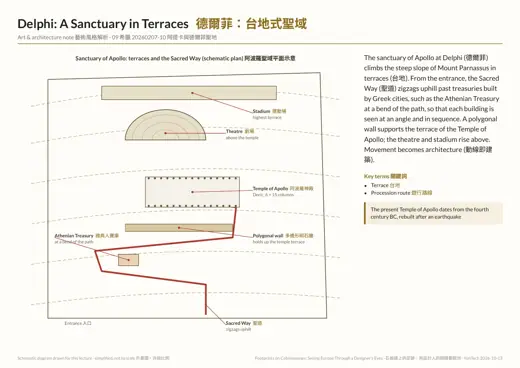 Delphi: A Sanctuary in Terraces 德爾菲：台地式聖域
Art & architecture note 藝術風格解析 · 09 希臘 20260207-10 阿提卡與德爾菲聖地
Sanctuary of Apollo: terraces and the Sacred Way (schematic plan) 阿波羅聖域平面示意
Stadium 運動場
highest terrace
Theatre 劇場
above the temple
Temple of Apollo 阿波羅神殿
Doric, 6 × 15 columns
Athenian Treasury 雅典人寶庫
at a bend of the path
Polygonal wall 多邊形砌石牆
holds up the temple terrace
Entrance 入口
Sacred Way 聖道
zigzags uphill
The sanctuary of Apollo at Delphi (德爾菲)
climbs the steep slope of Mount Parnassus in
terraces (台地). From the entrance, the Sacred
Way (聖道) zigzags uphill past treasuries built
by Greek cities, such as the Athenian Treasury
at a bend of the path, so that each building is
seen at an angle and in sequence. A polygonal
wall supports the terrace of the Temple of
Apollo; the theatre and stadium rise above.
Movement becomes architecture (動線即建
築).
Key terms 關鍵詞
Terrace 台地
Procession route 遊行路線
The present Temple of Apollo dates from the fourth
century BC, rebuilt after an earthquake